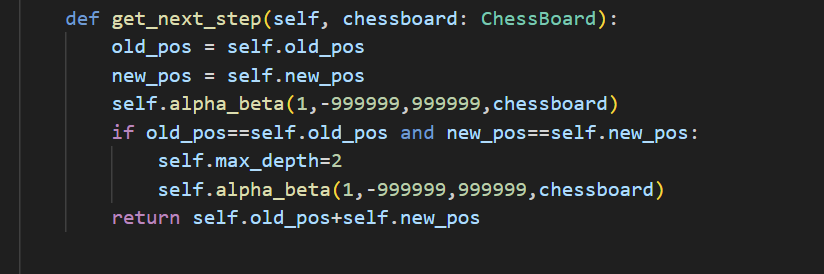 def get_next_step(self, chessboard: ChessBoard):
    old_pos = self.old_pos
    new_pos = self.new_pos
    self.alpha_beta(1,-999999,999999,chessboard)
    if old_pos==self.old_pos and new_pos==self.new_pos:
        self.max_depth=2
        self.alpha_beta(1,-999999,999999,chessboard)
    return self.old_pos+self.new_pos